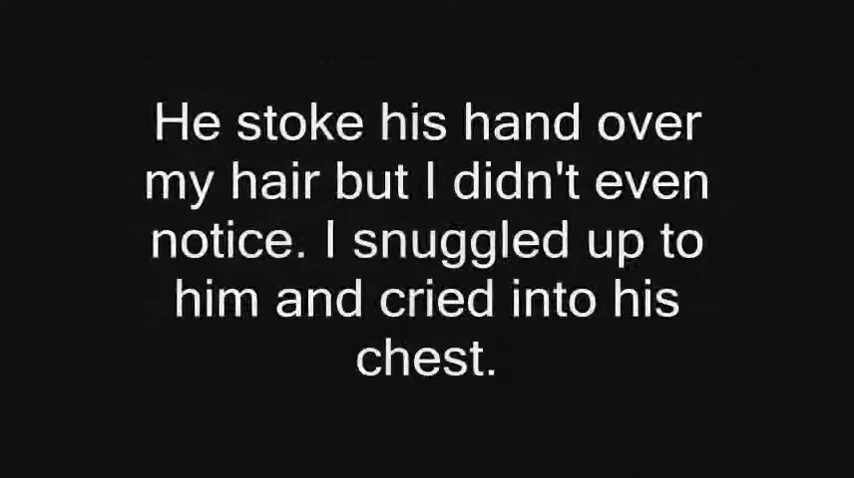 He stoke his hand over
my hair but I didn't even
notice. I snuggled up to
him and cried into his
chest.